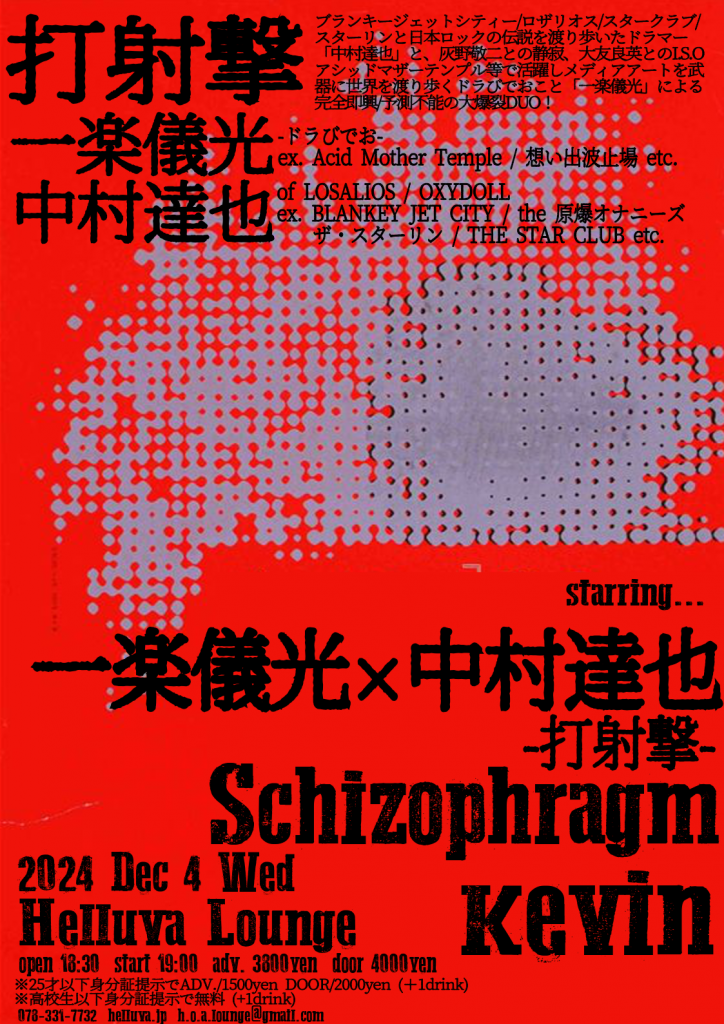 打射撃
ブランキージェットシティー/ロザリオス/スタークラブ/
スターリンと日本ロックの伝説を渡り歩いたドラマー
「中村達也」と、灰野敬二との静寂、大友良英とのI.S.O
アシッドマザーテンプル等で活躍しメディアアートを武
器に世界を渡り歩くドラびでおこと「一楽儀光」による
完全即興/予測不能の大爆裂DUO！
一楽儀光
-ドラびでお-
ex. Acid Mother Temple / 想い出波止場 etc.
中村達也
of LOSALIOS / OXYDOLL
ex. BLANKEY JET CITY / the 原爆オナニーズ
ザ・スターリン / THE STAR CLUB etc.
starring...
一楽儀光×中村達也
-打射撃-
Schizophragm
Kevin
2024 Dec 4 Wed
Helluva Lounge
open 18:30 start 19:00 adv. 3800yen door 4000yen
※25才以下身分証提示でADV./1500yen DOOR/2000yen (＋1drink)
※高校生以下身分証提示で無料 (+1drink)
078-331-7732 helluva.jp h.o.a.lounge@gmail.com